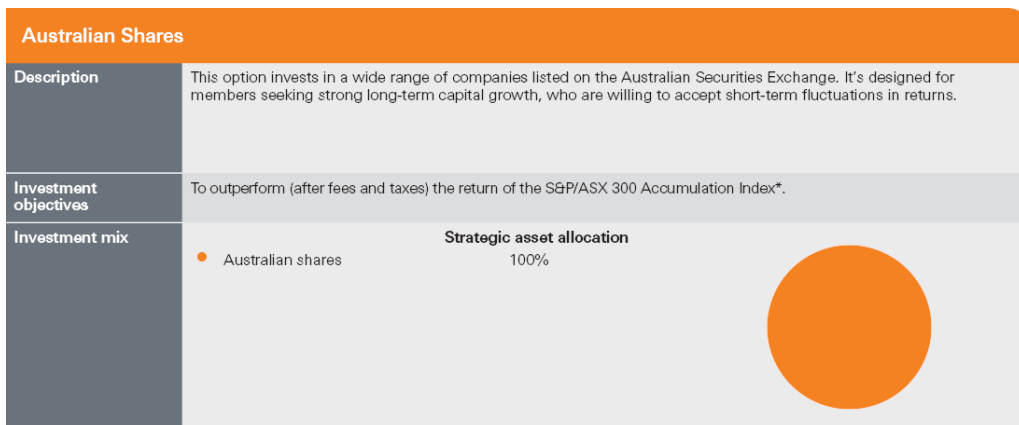 Australian Shares
Description
This option invests in a wide range of companies listed on the Australian Securities Exchange. It's designed for
members seeking strong long-term capital growth, who are willing to accept short-term fluctuations in returns.
Investment
objectives
To outperform (after fees and taxes) the return of the S&P/ASX 300 Accumulation Index*.
Investment mix
Strategic asset allocation
Australian shares 100%